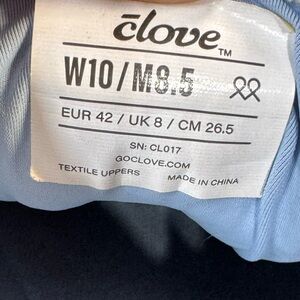 clove™
W10/M8.5
EUR 42 / UK 8 / CM 26.5
SN: CL017
GOCLOVE.COM
TEXTILE UPPERS MADE IN CHINA